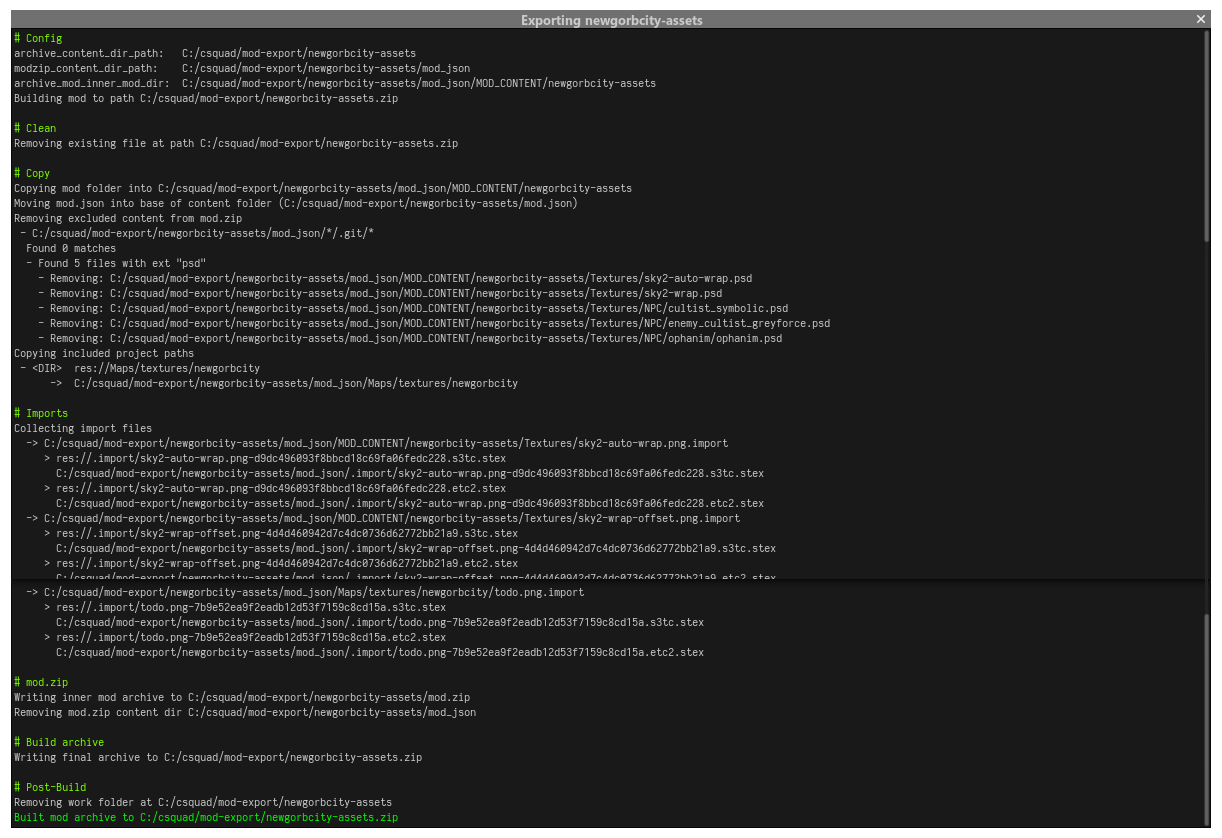 Exporting newgorbcity-assets
# Config
archive_content_dir_path:   C:/csquad/mod-export/newgorbcity-assets
modzip_content_dir_path:    C:/csquad/mod-export/newgorbcity-assets/mod_json
archive_mod_inner_mod_dir:  C:/csquad/mod-export/newgorbcity-assets/mod_json/MOD_CONTENT/newgorbcity-assets
Building mod to path C:/csquad/mod-export/newgorbcity-assets.zip
# Clean
Removing existing file at path C:/csquad/mod-export/newgorbcity-assets.zip
# Copy
Copying mod folder into C:/csquad/mod-export/newgorbcity-assets/mod_json/MOD_CONTENT/newgorbcity-assets
Moving mod.json into base of content folder (C:/csquad/mod-export/newgorbcity-assets/mod.json)
Removing excluded content from mod.zip
- C:/csquad/mod-export/newgorbcity-assets/mod_json/*/.git/*
Found 0 matches
- Found 5 files with ext "psd"
- Removing: C:/csquad/mod-export/newgorbcity-assets/mod_json/MOD_CONTENT/newgorbcity-assets/Textures/sky2-auto-wrap.psd
- Removing: C:/csquad/mod-export/newgorbcity-assets/mod_json/MOD_CONTENT/newgorbcity-assets/Textures/sky2-wrap.psd
- Removing: C:/csquad/mod-export/newgorbcity-assets/mod_json/MOD_CONTENT/newgorbcity-assets/Textures/NPC/cultist_symbolic.psd
- Removing: C:/csquad/mod-export/newgorbcity-assets/mod_json/MOD_CONTENT/newgorbcity-assets/Textures/NPC/enemy_cultist_greyforce.psd
- Removing: C:/csquad/mod-export/newgorbcity-assets/mod_json/MOD_CONTENT/newgorbcity-assets/Textures/NPC/ophanim/ophanim.psd
Copying included project paths
- <DIR>  res://Maps/textures/newgorbcity
->  C:/csquad/mod-export/newgorbcity-assets/mod_json/Maps/textures/newgorbcity
# Imports
Collecting import files
-> C:/csquad/mod-export/newgorbcity-assets/mod_json/MOD_CONTENT/newgorbcity-assets/Textures/sky2-auto-wrap.png.import
> res://.import/sky2-auto-wrap.png-d9dc496093f8bbcd18c69fa06fedc228.s3tc.stex
C:/csquad/mod-export/newgorbcity-assets/mod_json/.import/sky2-auto-wrap.png-d9dc496093f8bbcd18c69fa06fedc228.s3tc.stex
> res://.import/sky2-auto-wrap.png-d9dc496093f8bbcd18c69fa06fedc228.etc2.stex
C:/csquad/mod-export/newgorbcity-assets/mod_json/.import/sky2-auto-wrap.png-d9dc496093f8bbcd18c69fa06fedc228.etc2.stex
-> C:/csquad/mod-export/newgorbcity-assets/mod_json/MOD_CONTENT/newgorbcity-assets/Textures/sky2-wrap-offset.png.import
> res://.import/sky2-wrap-offset.png-4d4d460942d7c4dc0736d62772bb21a9.s3tc.stex
C:/csquad/mod-export/newgorbcity-assets/mod_json/.import/sky2-wrap-offset.png-4d4d460942d7c4dc0736d62772bb21a9.s3tc.stex
> res://.import/sky2-wrap-offset.png-4d4d460942d7c4dc0736d62772bb21a9.etc2.stex
C:/csquad/mod-export/newgorbcity-assets/mod_json/.import/sky2-wrap-offset.png-4d4d460942d7c4dc0736d62772bb21a9.etc2.stex
-> C:/csquad/mod-export/newgorbcity-assets/mod_json/Maps/textures/newgorbcity/todo.png.import
> res://.import/todo.png-7b9e52ea9f2eadb12d53f7159c8cd15a.s3tc.stex
C:/csquad/mod-export/newgorbcity-assets/mod_json/.import/todo.png-7b9e52ea9f2eadb12d53f7159c8cd15a.s3tc.stex
> res://.import/todo.png-7b9e52ea9f2eadb12d53f7159c8cd15a.etc2.stex
C:/csquad/mod-export/newgorbcity-assets/mod_json/.import/todo.png-7b9e52ea9f2eadb12d53f7159c8cd15a.etc2.stex
# mod.zip
Writing inner mod archive to C:/csquad/mod-export/newgorbcity-assets/mod.zip
Removing mod.zip content dir C:/csquad/mod-export/newgorbcity-assets/mod_json
# Build archive
Writing final archive to C:/csquad/mod-export/newgorbcity-assets.zip
# Post-Build
Removing work folder at C:/csquad/mod-export/newgorbcity-assets
Built mod archive to C:/csquad/mod-export/newgorbcity-assets.zip